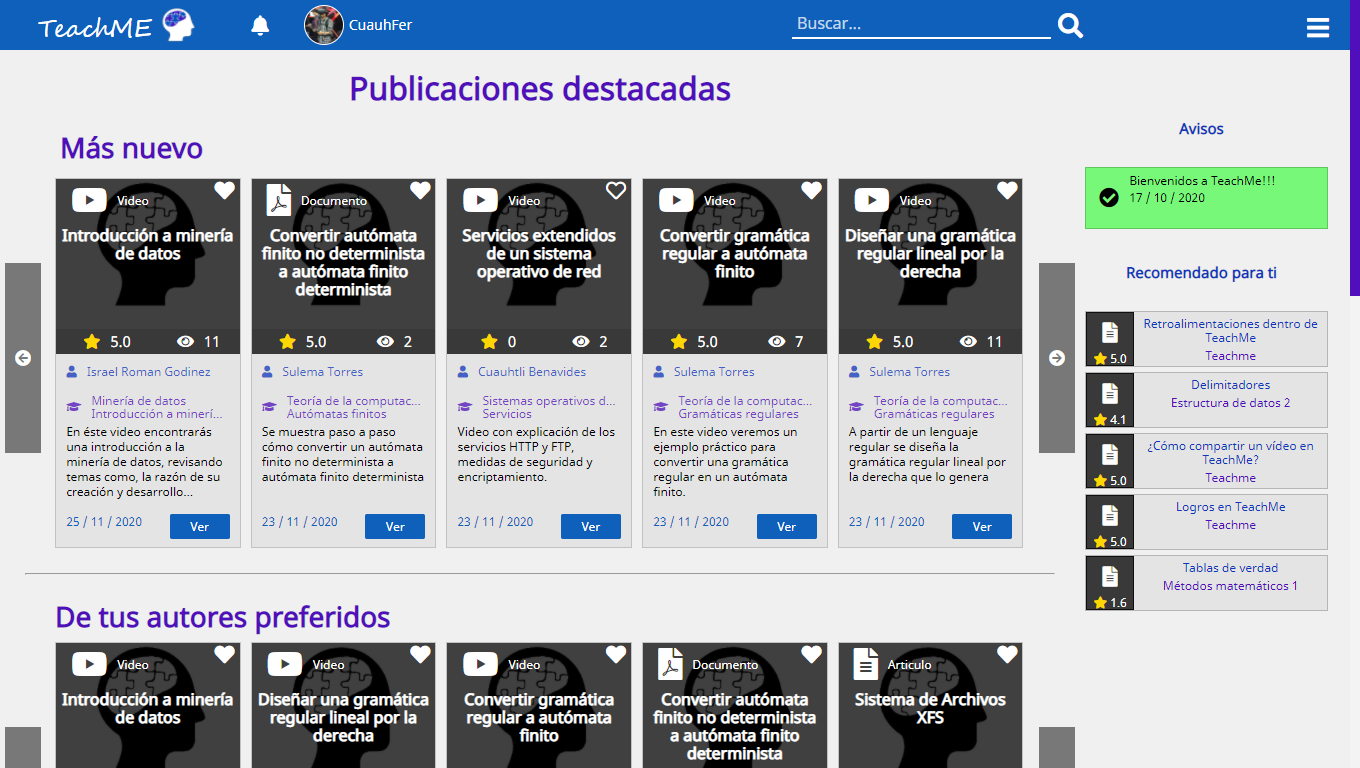 TeachME
CuauhFer
Buscar...
Publicaciones destacadas
Más nuevo
Video
Introducción a minería
de datos
5.0
11
Israel Roman Godinez
Minería de datos
Introducción a minerí...
En éste video encontrarás
una introducción a la
minería de datos, revisando
temas como, la razón de su
creación y desarrollo...
25 / 11 / 2020
Ver
Documento
Convertir autómata
finito no determinista
a autómata finito
determinista
5.0
2
Sulema Torres
Teoría de la computac...
Autómatas finitos
Se muestra paso a paso
cómo convertir un autómata
finito no determinista a
autómata finito determinista
23 / 11 / 2020
Ver
Video
Servicios extendidos
de un sistema
operativo de red
0
2
Cuauhtli Benavides
Sistemas operativos d...
Servicios
Video con explicación de los
servicios HTTP y FTP,
medidas de seguridad y
encriptamiento.
23 / 11 / 2020
Ver
Video
Convertir gramática
regular a autómata
finito
5.0
7
Sulema Torres
Teoría de la computac...
Gramáticas regulares
En este video veremos un
ejemplo práctico para
convertir una gramática
regular en un autómata
finito.
23 / 11 / 2020
Ver
Video
Diseñar una gramática
regular lineal por la
derecha
5.0
11
Sulema Torres
Teoría de la computac...
Gramáticas regulares
A partir de un lenguaje
regular se diseña la
gramática regular lineal por
la derecha que lo genera
23 / 11 / 2020
Ver
De tus autores preferidos
Video
Introducción a minería
de datos
Video
Diseñar una gramática
regular lineal por la
derecha
Video
Convertir gramática
regular a autómata
finito
Documento
Convertir autómata
finito no determinista
a autómata finito
determinista
Articulo
Sistema de Archivos
XFS
Avisos
Bienvenidos a TeachMe!!!
17 / 10 / 2020
Recomendado para ti
Retroalimentaciones dentro de
TeachMe
Teachme
5.0
Delimitadores
Estructura de datos 2
4.1
¿Cómo compartir un vídeo en
TeachMe?
Teachme
5.0
Logros en TeachMe
Teachme
5.0
Tablas de verdad
Métodos matemáticos 1
1.6